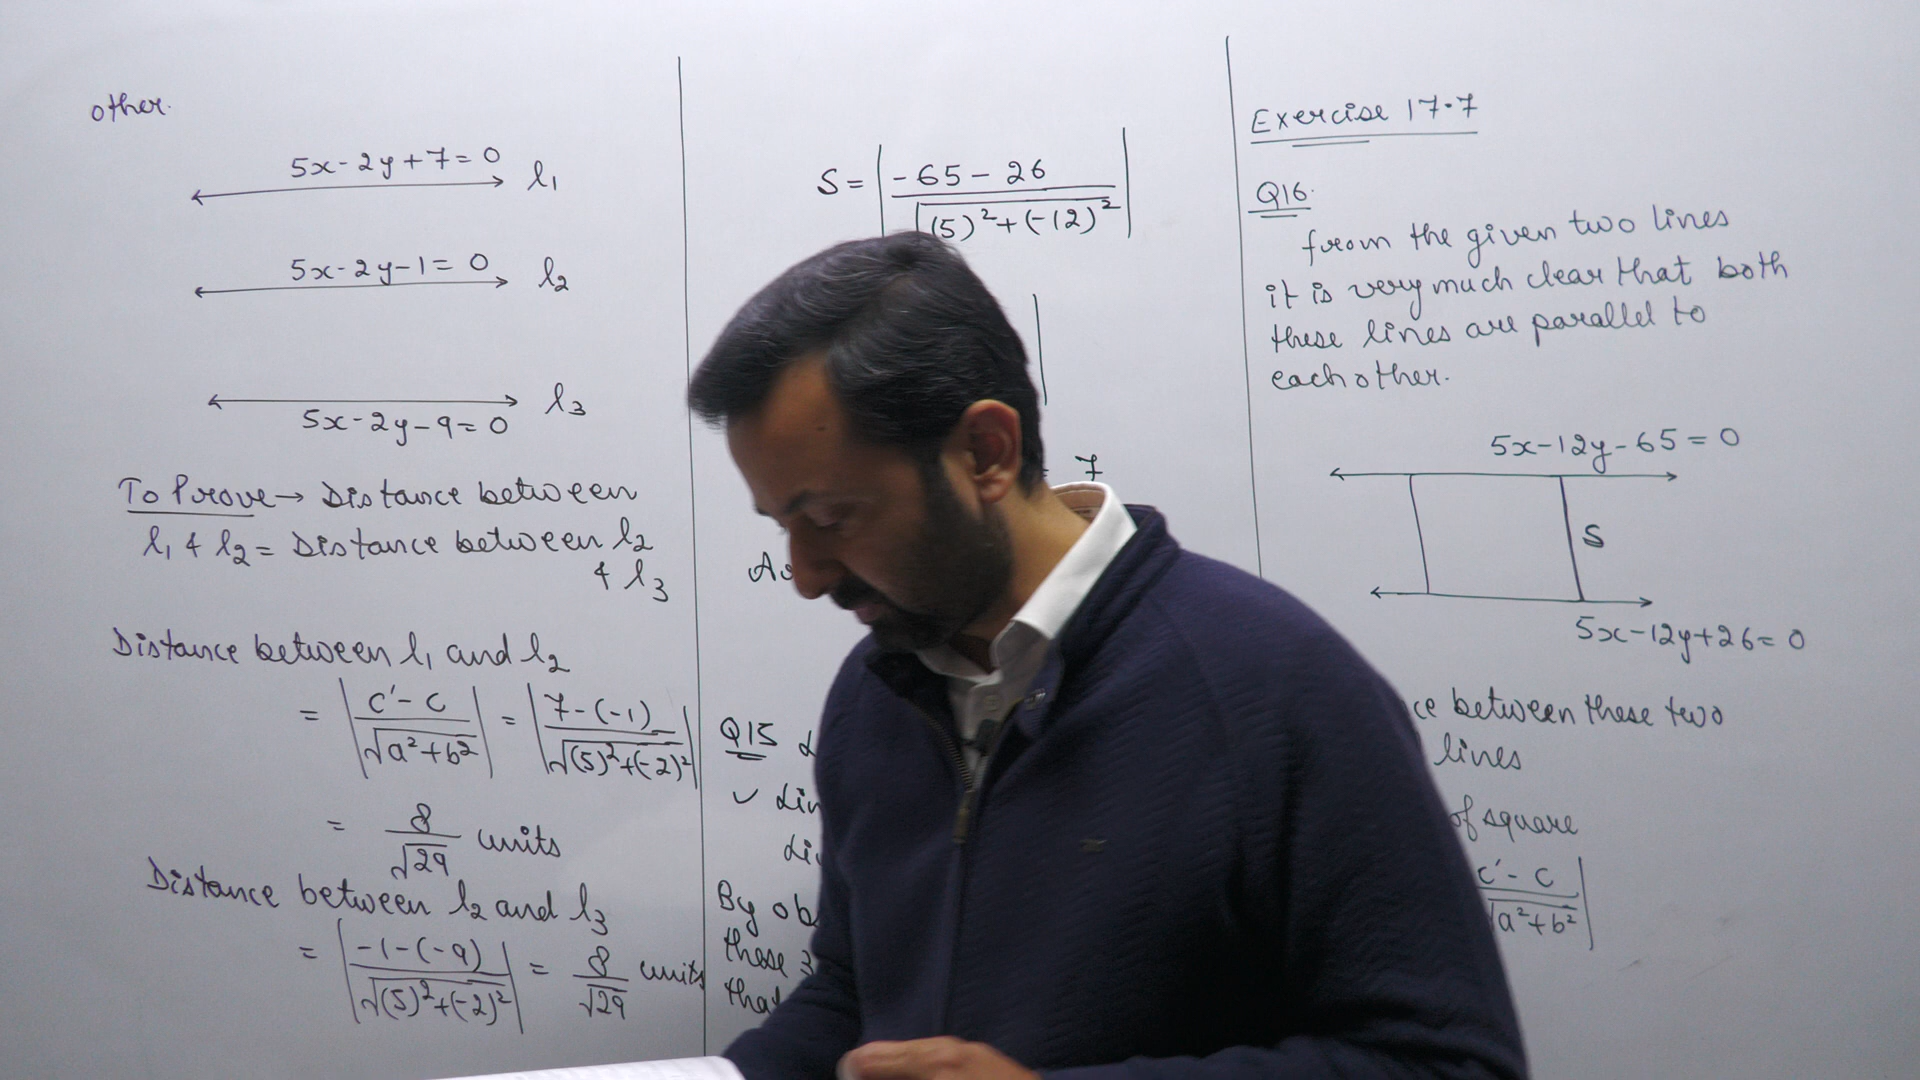 other.
5x-2y+7=0
l₁
5x-2y-1=0
l₂
l₃
5x-2y-9=0
To Prove→ Distance between
l₁ & l₂ = Distance between l₂
& l₃
Distance between l₁ and l₂
= |c'-c / √a²+b²| = |7-(-1) / √(5)²+(-2)²|
= 8/√29 units
Distance between l₂ and l₃
= |-1-(-9) / √(5)²+(-2)²| = 8/√29 units
S = |-65-26 / √(5)²+(-12)²|
= 7
Q15
✓
By
these 3
that
Exercise 17.7
Q16.
from the given two lines
it is very much clear that both
these lines are parallel to
each other.
5x-12y-65=0
S
5x-12y+26=0
between these two
lines
of square
c'-c / √a²+b²|